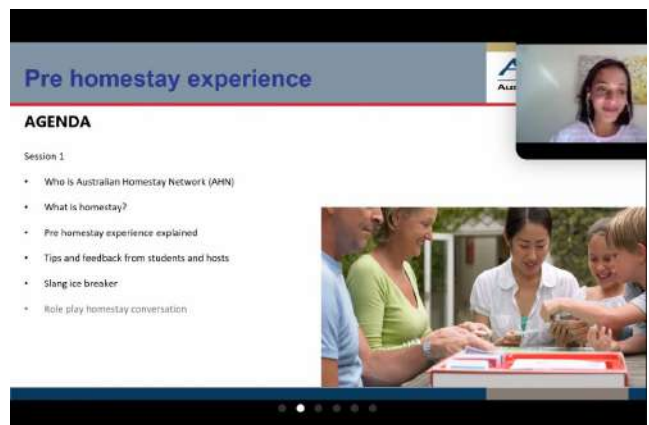 Pre homestay experience
AGENDA
Session 1
• Who is Australian Homestay Network (AHN)
• What is homestay?
• Pre homestay experience explained
• Tips and feedback from students and hosts
• Slang ice breaker
• Role play homestay conversation